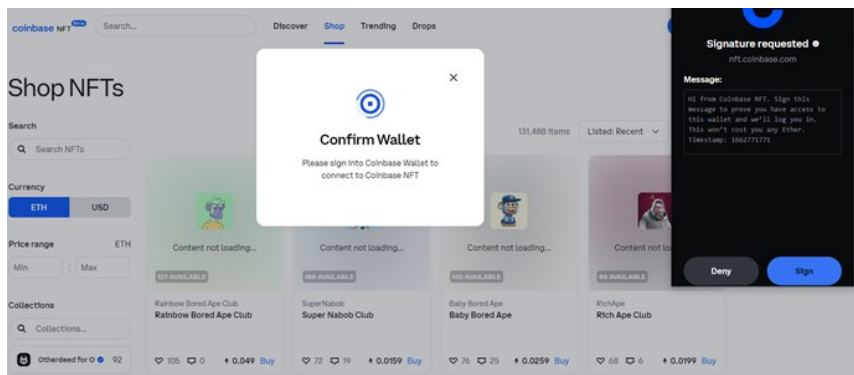 coinbase NFT beta
Search...
Discover Shop Trending Drops
Shop NFTs
Search
Search NFTs
Currency
ETH USD
Price range ETH
Min : Max
Collections
Collections...
Otherdeed for O 92
131,488 Items
Listed: Recent
Confirm Wallet
Please sign into Coinbase Wallet to
connect to Coinbase NFT
Content not loading...
127 AVAILABLE
Rainbow Bored Ape Club
Rainbow Bored Ape Club
105 0 0.049 Buy
Content not loading...
AVAILABLE
SuperNabob
Super Nabob Club
72 19 0.0159 Buy
Content not loading...
AVAILABLE
Baby Bored Ape
Baby Bored Ape
76 25 0.0259 Buy
Content not lo
AVAILABLE
RichApe
Rich Ape Club
68 6 0.0199 Buy
Signature requested
nft.coinbase.com
Message:
Hi from Coinbase NFT. Sign this
message to prove you have access to
this wallet and we'll log you in.
This won't cost you any Ether.
Timestamp: 1662771771
Deny Sign